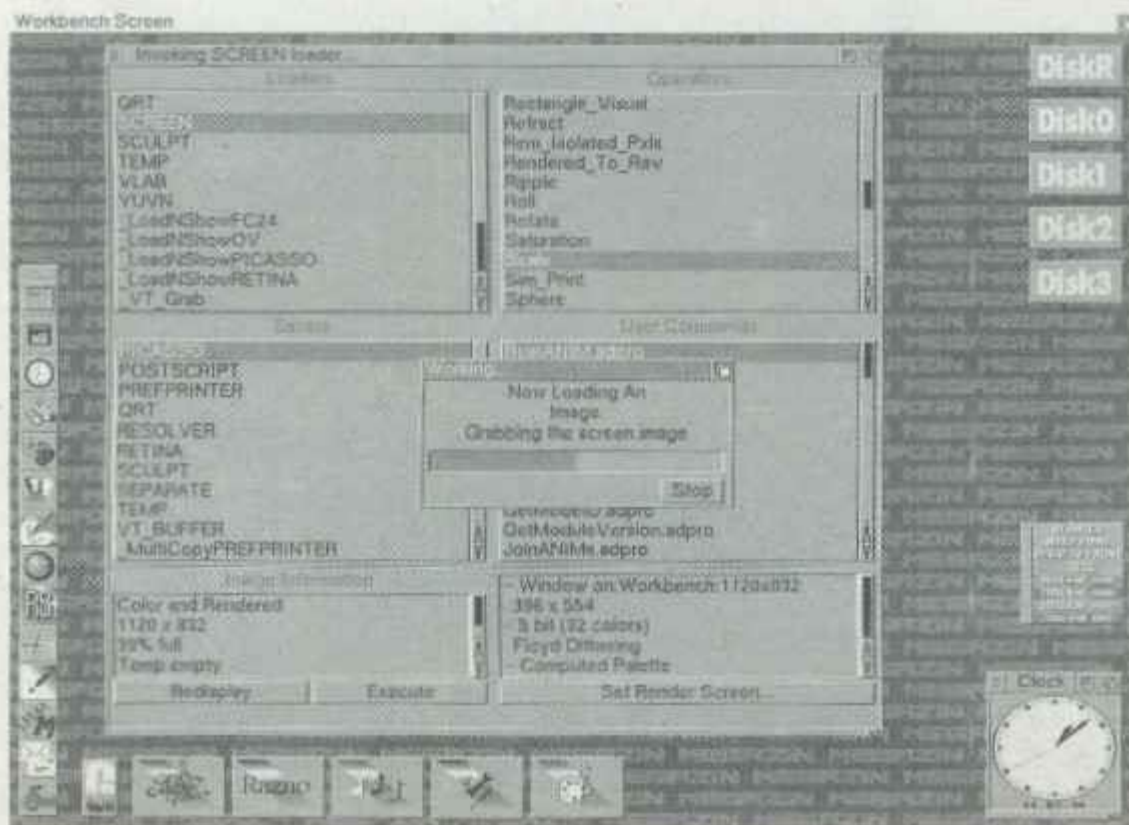 Workbench Screen
Invoking SCREEN loader...
Loaders
Operators
QRT
SCREEN
SCULPT
TEMP
VLAB
YUVN
_LoadNShowFC24
_LoadNShowOV
_LoadNShowPICASSO
_LoadNShowRETINA
_VT_Grab
Rectangle_Visual
Refract
Rem_Isolated_Pxls
Rendered_To_Raw
Ripple
Roll
Rotate
Saturation
Sim_Print
Sphere
Savers
User Commands
POSTSCRIPT
PREFPRINTER
QRT
RESOLVER
RETINA
SCULPT
SEPARATE
TEMP
VT_BUFFER
_MultiCopyPREFPRINTER
Working
Now Loading An
Image.
Grabbing the screen image
Stop
GetModuleVersion.adpro
JoinANIMs.adpro
Image Information
Color and Rendered
1120 x 832
39% full
Temp empty
- Window on Workbench: 1120x832
396 x 554
- 5 bit (32 colors)
Floyd Dithering
- Computed Palette
Redisplay
Execute
Set Render Screen...
DiskR
DiskO
Disk1
Disk2
Disk3
Clock